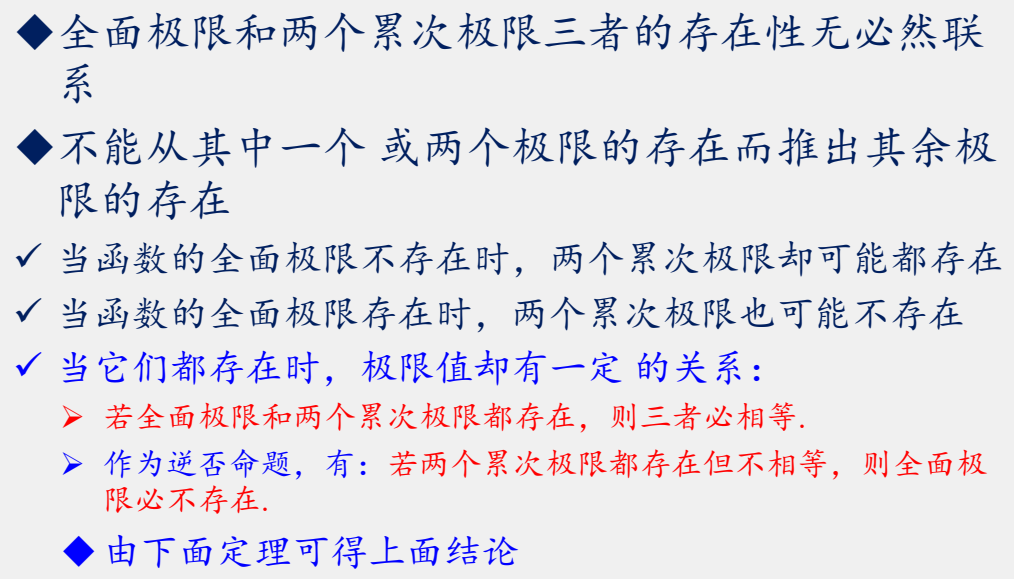 ◆全面极限和两个累次极限三者的存在性无必然联
系
◆不能从其中一个 或两个极限的存在而推出其余极
限的存在
✓ 当函数的全面极限不存在时，两个累次极限却可能都存在
✓ 当函数的全面极限存在时，两个累次极限也可能不存在
✓ 当它们都存在时，极限值却有一定 的关系：
➢ 若全面极限和两个累次极限都存在，则三者必相等.
➢ 作为逆否命题，有：若两个累次极限都存在但不相等，则全面极
限必不存在.
◆ 由下面定理可得上面结论